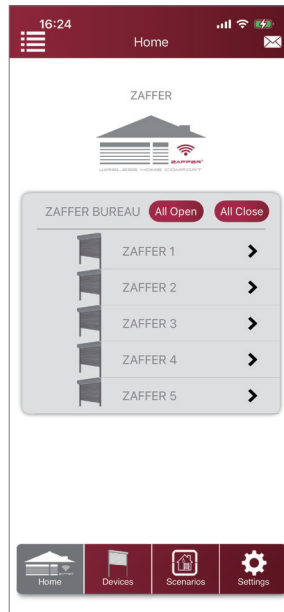 16:24
Home
ZAFFER
ZAFFER
WIRELESS HOME COMFORT
ZAFFER BUREAU All Open All Close
ZAFFER 1
ZAFFER 2
ZAFFER 3
ZAFFER 4
ZAFFER 5
Home Devices Scenarios Settings